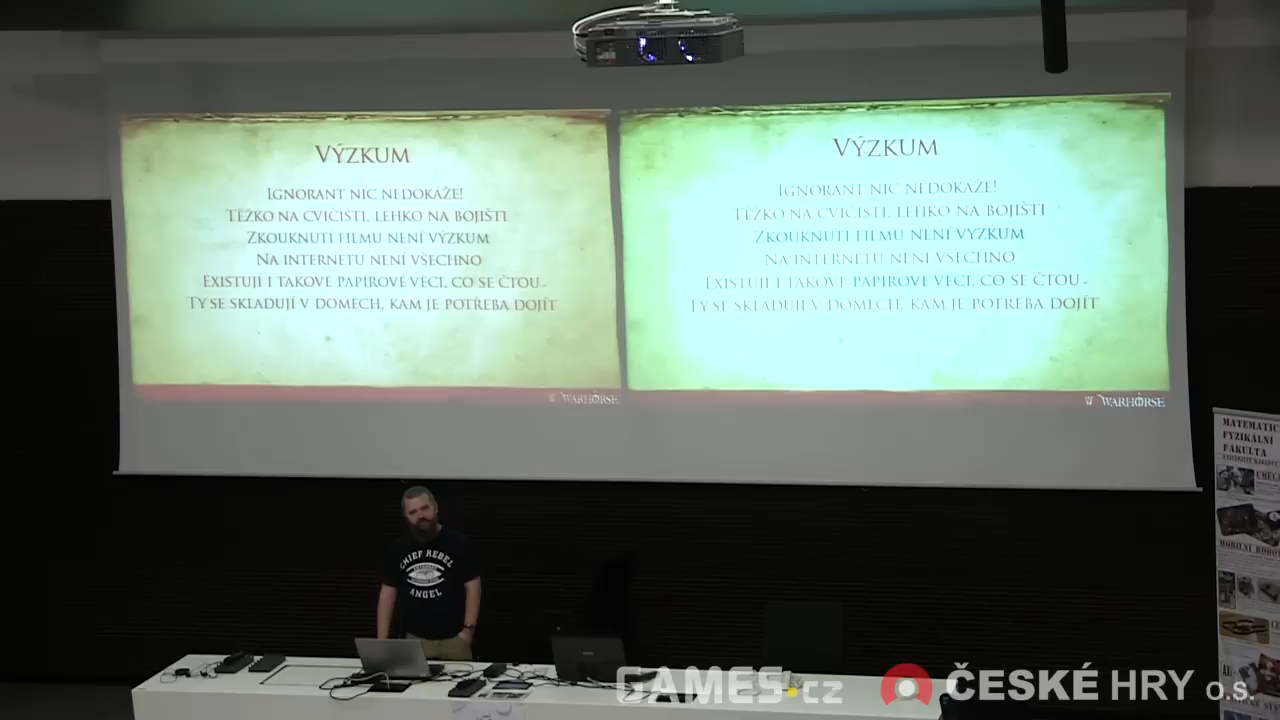 VÝZKUM
IGNORANT NIC NEDOKÁŽE!
TĚŽKO NA CVIČIŠTI, LEHKO NA BOJIŠTI
ZKOUKNUTÍ FILMU NENÍ VÝZKUM
NA INTERNETU NENÍ VŠECHNO
EXISTUJÍ I TAKOVÉ PAPÍROVÉ VĚCI, CO SE ČTOU -
TY SE SKLADUJÍ V DOMECH, KAM JE POTŘEBA DOJÍT
WARHORSE
VÝZKUM
IGNORANT NIC NEDOKÁŽE!
TĚŽKO NA CVIČIŠTI, LEHKO NA BOJIŠTI
ZKOUKNUTÍ FILMU NENÍ VÝZKUM
NA INTERNETU NENÍ VŠECHNO
EXISTUJÍ I TAKOVÉ PAPÍROVÉ VĚCI, CO SE ČTOU -
TY SE SKLADUJÍ V DOMECH, KAM JE POTŘEBA DOJÍT
WARHORSE
MATEMATIC
FYZIKÁLNÍ
FAKULTA
MOBILNÍ ROBO
CHIEF REBEL
ANGEL
GAMES.CZ
ČESKÉ HRY o.s.